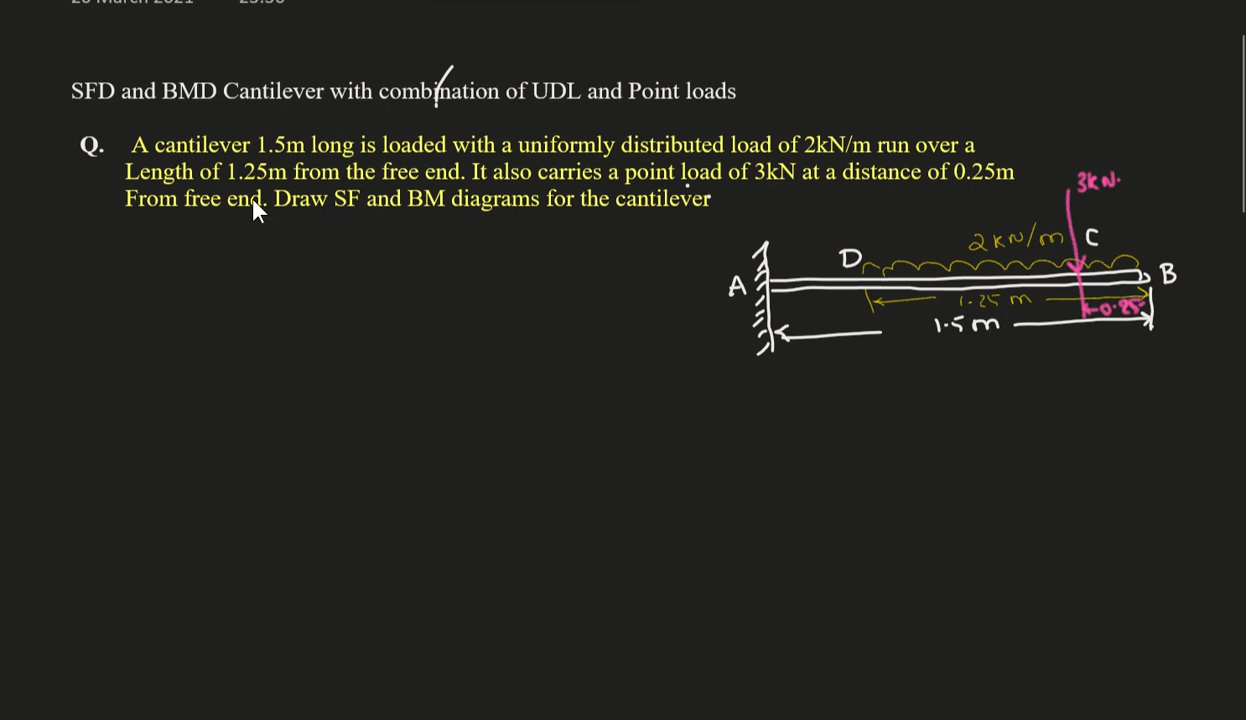 SFD and BMD Cantilever with combination of UDL and Point loads
Q. A cantilever 1.5m long is loaded with a uniformly distributed load of 2kN/m run over a
Length of 1.25m from the free end. It also carries a point load of 3kN at a distance of 0.25m
From free end. Draw SF and BM diagrams for the cantilever
3kN.
2kN/m C
D
B
A
1.25 m
0.25
1.5m